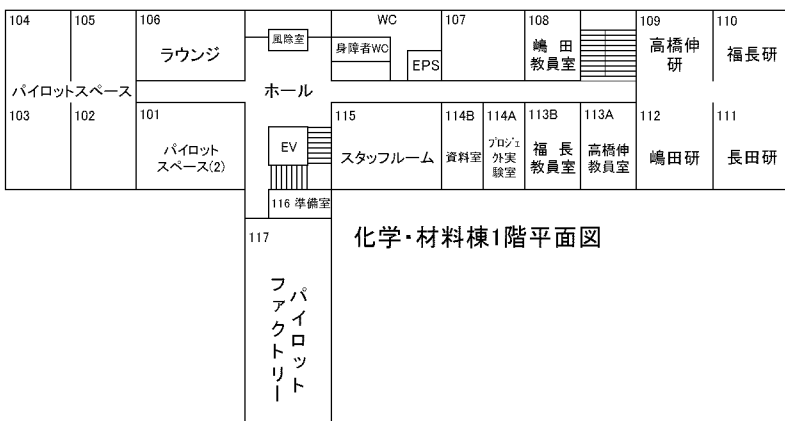 104
105
106
WC
107
108
109
110
風除室
身障者WC
ラウンジ
EPS
嶋 田
教員室
高橋伸
研
福長研
パイロットスペース
ホール
103
102
101
115
114B
114A
113B
113A
112
111
パイロット
スペース(2)
EV
スタッフルーム
資料室
プロジェ
外実
験室
福 長
教員室
高橋伸
教員室
嶋田研
長田研
116 準備室
117
化学・材料棟1階平面図
パイロット
ファクトリー